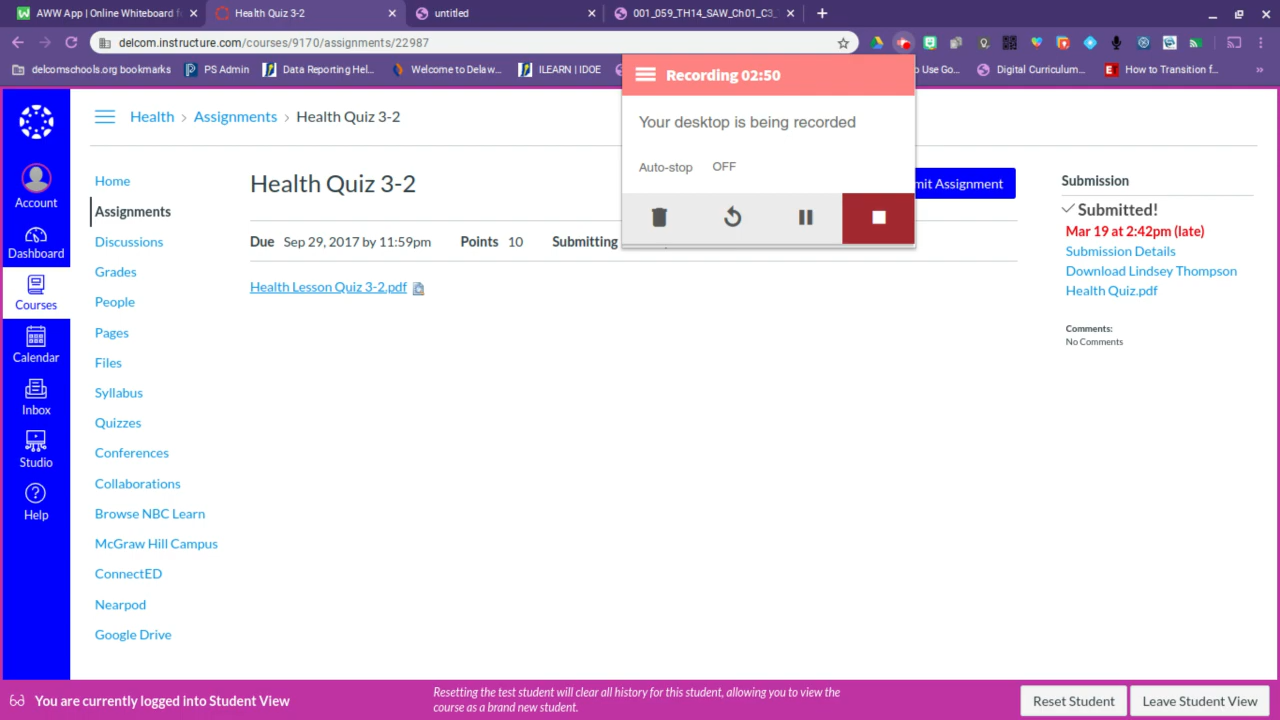 AWW App | Online Whiteboard f
Health Quiz 3-2
untitled
001_059_TH14_SAW_Ch01_C3_
delcom.instructure.com/courses/9170/assignments/22987
delcomschools.org bookmarks
PS Admin
Data Reporting Hel...
Welcome to Delaw...
ILEARN | IDOE
p Use Go...
Digital Curriculum...
How to Transition f...
»
Recording 02:50
Your desktop is being recorded
Auto-stop OFF
Health › Assignments › Health Quiz 3-2
Account
Dashboard
Courses
Calendar
Inbox
Studio
Help
Home
Assignments
Discussions
Grades
People
Pages
Files
Syllabus
Quizzes
Conferences
Collaborations
Browse NBC Learn
McGraw Hill Campus
ConnectED
Nearpod
Google Drive
Health Quiz 3-2
mit Assignment
Due Sep 29, 2017 by 11:59pm Points 10 Submitting
Health Lesson Quiz 3-2.pdf
Submission
Submitted!
Mar 19 at 2:42pm (late)
Submission Details
Download Lindsey Thompson
Health Quiz.pdf
Comments:
No Comments
You are currently logged into Student View
Resetting the test student will clear all history for this student, allowing you to view the
course as a brand new student.
Reset Student
Leave Student View